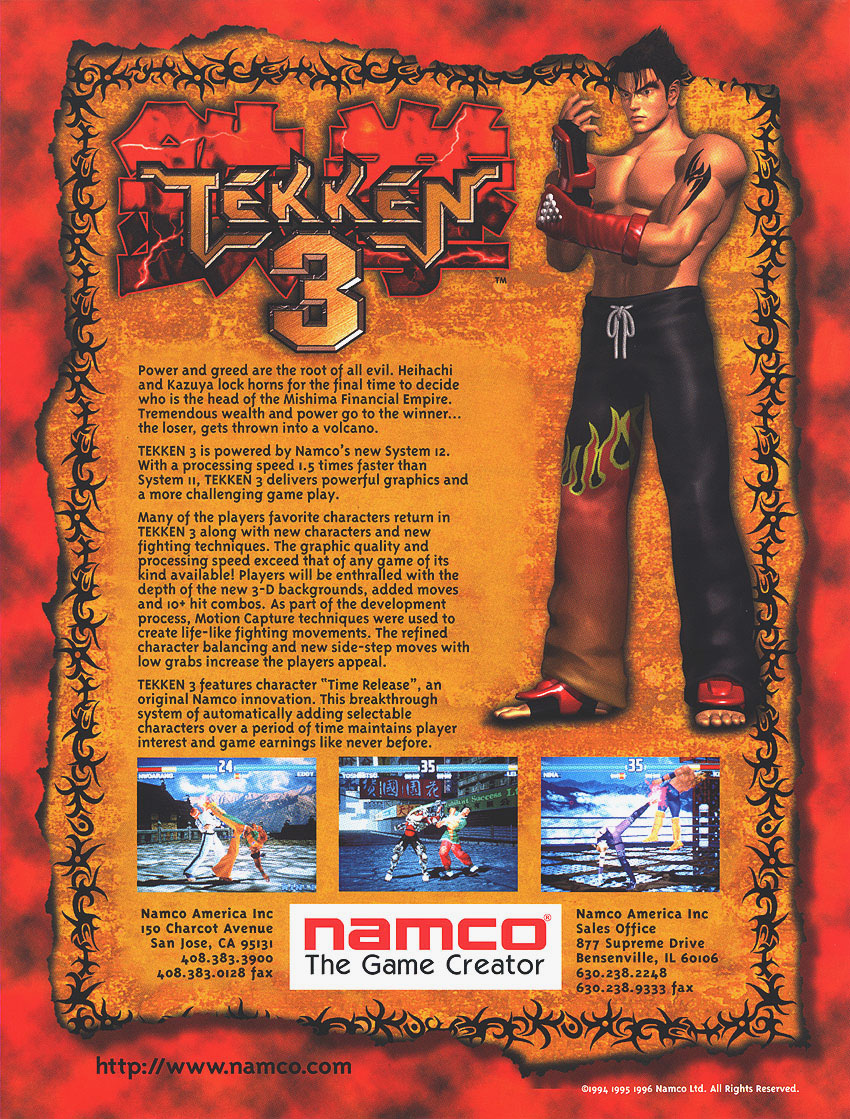 TEKKEN
3
TM
Power and greed are the root of all evil. Heihachi
and Kazuya lock horns for the final time to decide
who is the head of the Mishima Financial Empire.
Tremendous wealth and power go to the winner...
the loser, gets thrown into a volcano.
TEKKEN 3 is powered by Namco's new System 12.
With a processing speed 1.5 times faster than
System 11, TEKKEN 3 delivers powerful graphics and
a more challenging game play.
Many of the players favorite characters return in
TEKKEN 3 along with new characters and new
fighting techniques. The graphic quality and
processing speed exceed that of any game of its
kind available! Players will be enthralled with the
depth of the new 3-D backgrounds, added moves
and 10+ hit combos. As part of the development
process, Motion Capture techniques were used to
create life-like fighting movements. The refined
character balancing and new side-step moves with
low grabs increase the players appeal.
TEKKEN 3 features character "Time Release", an
original Namco innovation. This breakthrough
system of automatically adding selectable
characters over a period of time maintains player
interest and game earnings like never before.
24
HWOARANG EDDY
35
YOSHIMITSU LEI
35
NINA
Namco America Inc
150 Charcot Avenue
San Jose, CA 95131
408.383.3900
408.383.0128 fax
namco®
The Game Creator
Namco America Inc
Sales Office
877 Supreme Drive
Bensenville, IL 60106
630.238.2248
630.238.9333 fax
http://www.namco.com
©1994 1995 1996 Namco Ltd. All Rights Reserved.